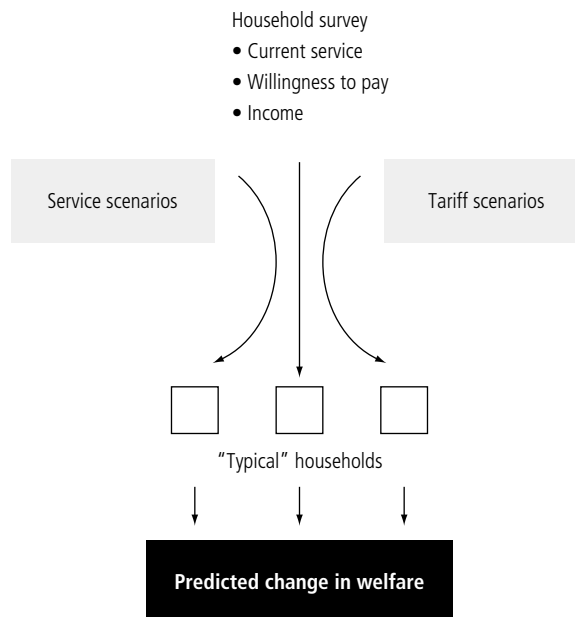 Household survey
• Current service
• Willingness to pay
• Income
Service scenarios
Tariff scenarios
“Typical” households
Predicted change in welfare